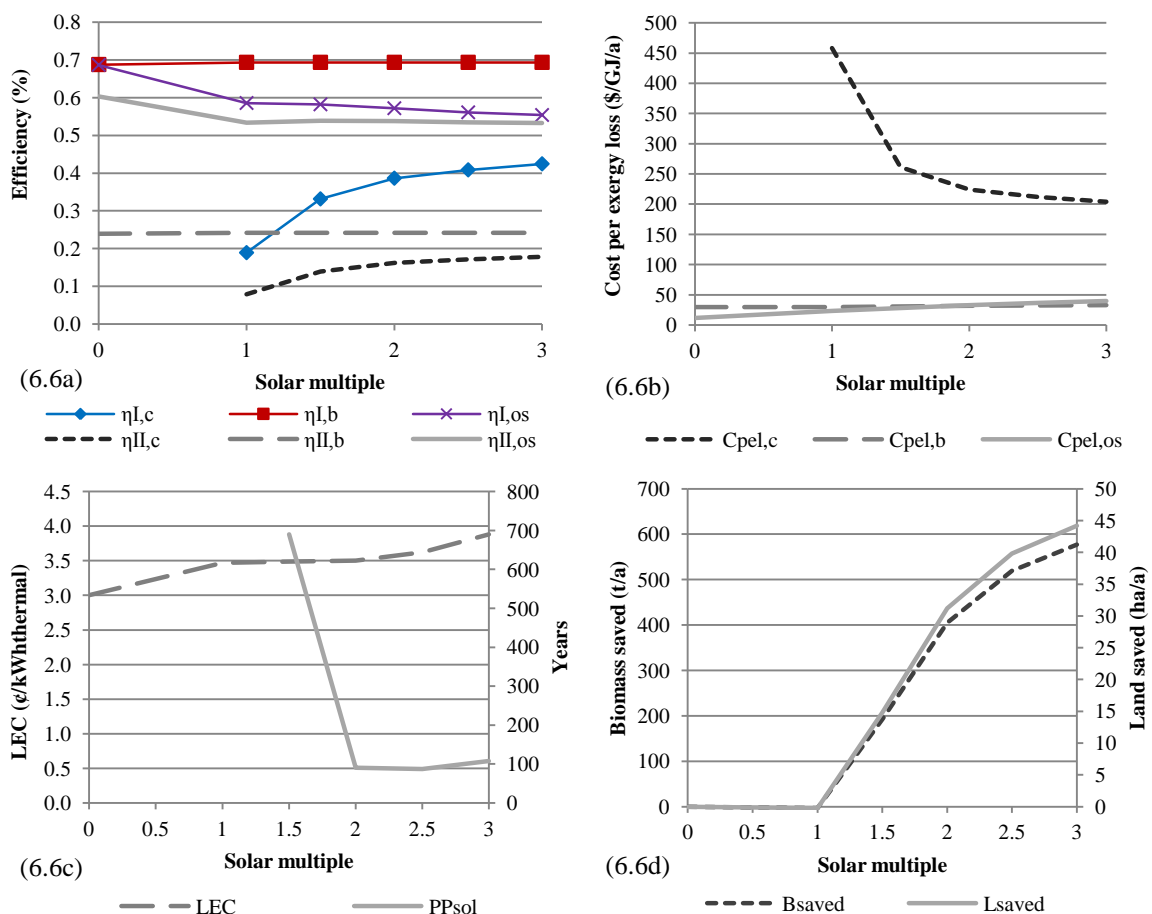 0.8
0.7
0.6
0.5
0.4
0.3
0.2
0.1
0.0
Efficiency (%)
0 1 2 3
Solar multiple
(6.6a)
ηI,c ηI,b ηI,os
ηII,c ηII,b ηII,os
500
450
400
350
300
250
200
150
100
50
0
Cost per exergy loss ($/GJ/a)
0 1 2 3
Solar multiple
(6.6b)
Cpel,c Cpel,b Cpel,os
4.5
4.0
3.5
3.0
2.5
2.0
1.5
1.0
0.5
0.0
LEC (¢/kWhthermal)
800
700
600
500
400
300
200
100
0
Years
0 0.5 1 1.5 2 2.5 3
Solar multiple
(6.6c)
LEC PPsol
700
600
500
400
300
200
100
0
Biomass saved (t/a)
50
45
40
35
30
25
20
15
10
5
0
Land saved (ha/a)
0 0.5 1 1.5 2 2.5 3
Solar multiple
(6.6d)
Bsaved Lsaved